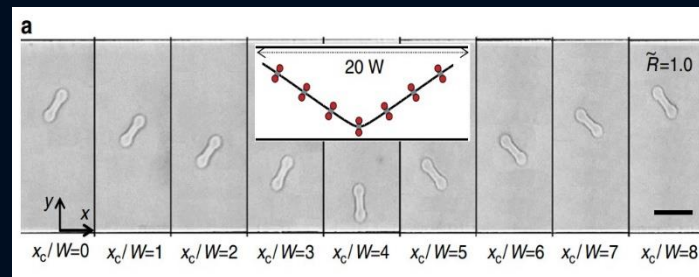 a
20 W
R̃=1.0
y
x
x_c/W=0 x_c/W=1 x_c/W=2 x_c/W=3 x_c/W=4 x_c/W=5 x_c/W=6 x_c/W=7 x_c/W=8